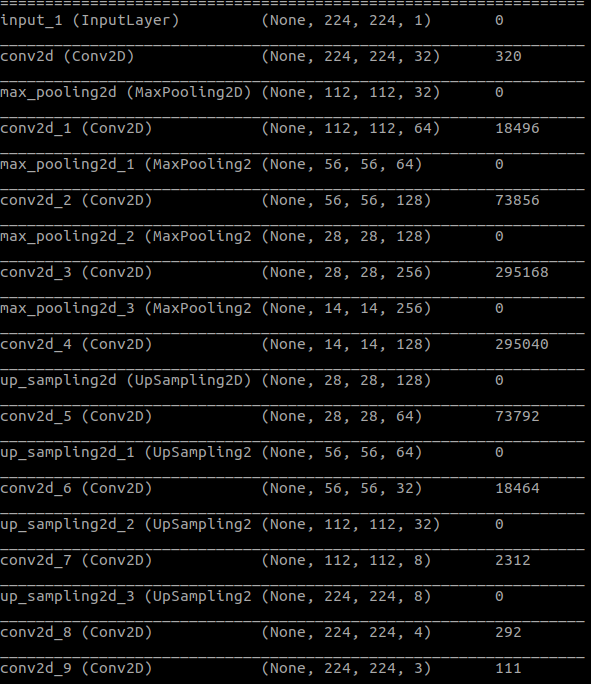 input_1 (InputLayer) (None, 224, 224, 1) 0
conv2d (Conv2D) (None, 224, 224, 32) 320
max_pooling2d (MaxPooling2D) (None, 112, 112, 32) 0
conv2d_1 (Conv2D) (None, 112, 112, 64) 18496
max_pooling2d_1 (MaxPooling2 (None, 56, 56, 64) 0
conv2d_2 (Conv2D) (None, 56, 56, 128) 73856
max_pooling2d_2 (MaxPooling2 (None, 28, 28, 128) 0
conv2d_3 (Conv2D) (None, 28, 28, 256) 295168
max_pooling2d_3 (MaxPooling2 (None, 14, 14, 256) 0
conv2d_4 (Conv2D) (None, 14, 14, 128) 295040
up_sampling2d (UpSampling2D) (None, 28, 28, 128) 0
conv2d_5 (Conv2D) (None, 28, 28, 64) 73792
up_sampling2d_1 (UpSampling2 (None, 56, 56, 64) 0
conv2d_6 (Conv2D) (None, 56, 56, 32) 18464
up_sampling2d_2 (UpSampling2 (None, 112, 112, 32) 0
conv2d_7 (Conv2D) (None, 112, 112, 8) 2312
up_sampling2d_3 (UpSampling2 (None, 224, 224, 8) 0
conv2d_8 (Conv2D) (None, 224, 224, 4) 292
conv2d_9 (Conv2D) (None, 224, 224, 3) 111